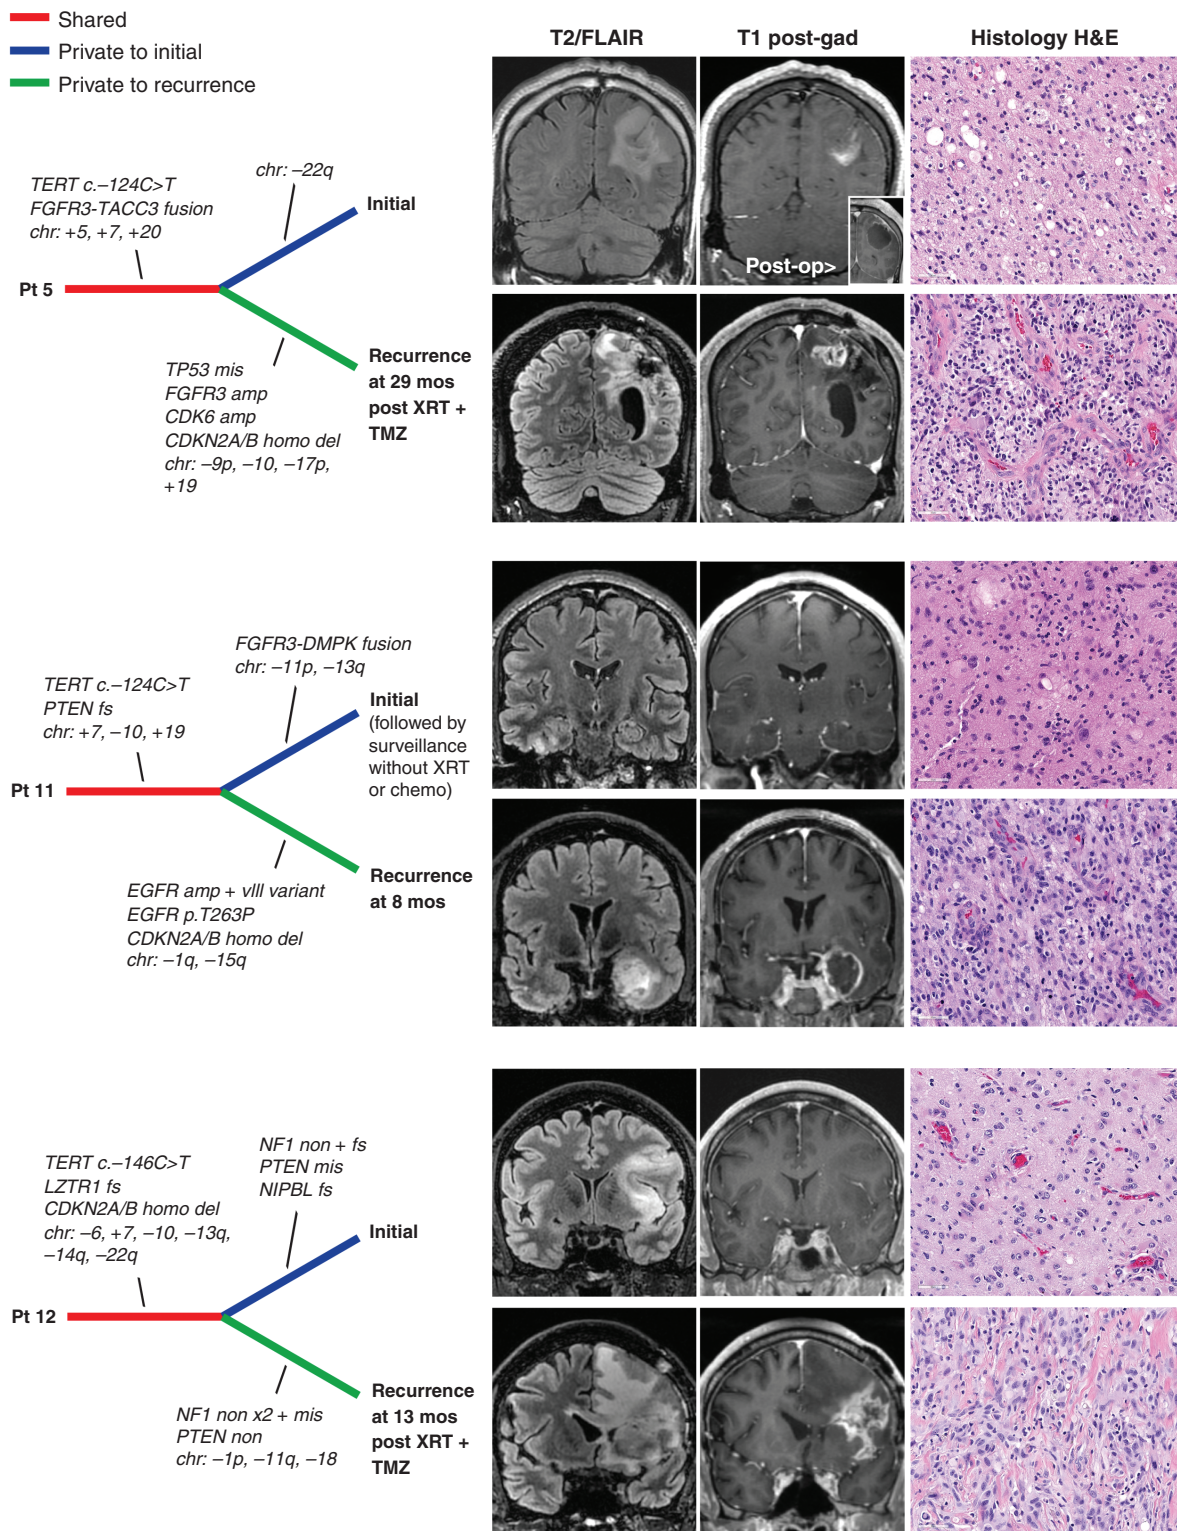 Shared
Private to initial
Private to recurrence
T2/FLAIR
T1 post-gad
Histology H&E
TERT c.–124C>T
FGFR3-TACC3 fusion
chr: +5, +7, +20
chr: –22q
Initial
Pt 5
Post-op>
TP53 mis
FGFR3 amp
CDK6 amp
CDKN2A/B homo del
chr: –9p, –10, –17p,
+19
Recurrence
at 29 mos
post XRT +
TMZ
FGFR3-DMPK fusion
chr: –11p, –13q
TERT c.–124C>T
PTEN fs
chr: +7, –10, +19
Initial
(followed by
surveillance
without XRT
or chemo)
Pt 11
EGFR amp + vIII variant
EGFR p.T263P
CDKN2A/B homo del
chr: –1q, –15q
Recurrence
at 8 mos
NF1 non + fs
PTEN mis
NIPBL fs
TERT c.–146C>T
LZTR1 fs
CDKN2A/B homo del
chr: –6, +7, –10, –13q,
–14q, –22q
Initial
Pt 12
NF1 non x2 + mis
PTEN non
chr: –1p, –11q, –18
Recurrence
at 13 mos
post XRT +
TMZ